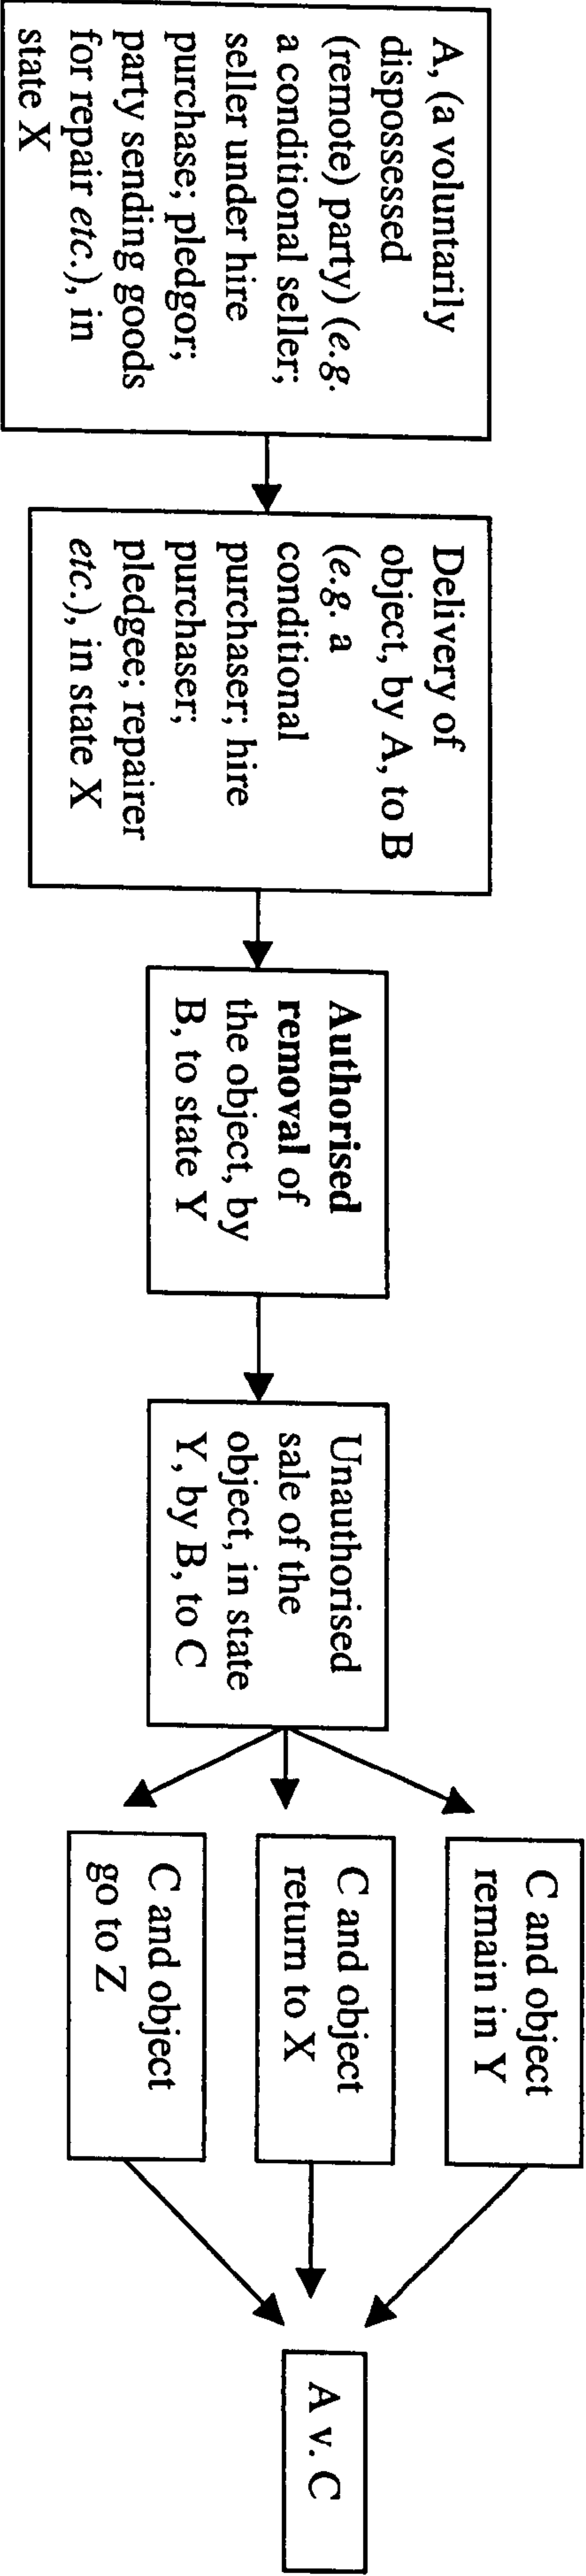 A, (a voluntarily
dispossessed
(remote) party) (e.g.
a conditional seller;
seller under hire
purchase; pledgor;
party sending goods
for repair etc.), in
state X
Delivery of
object, by A, to B
(e.g. a
conditional
purchaser; hire
purchaser;
pledgee; repairer
etc.), in state X
Authorised
removal of
the object, by
B, to state Y
Unauthorised
sale of the
object, in state
Y, by B, to C
C and object
remain in Y
C and object
return to X
C and object
go to Z
A v. C